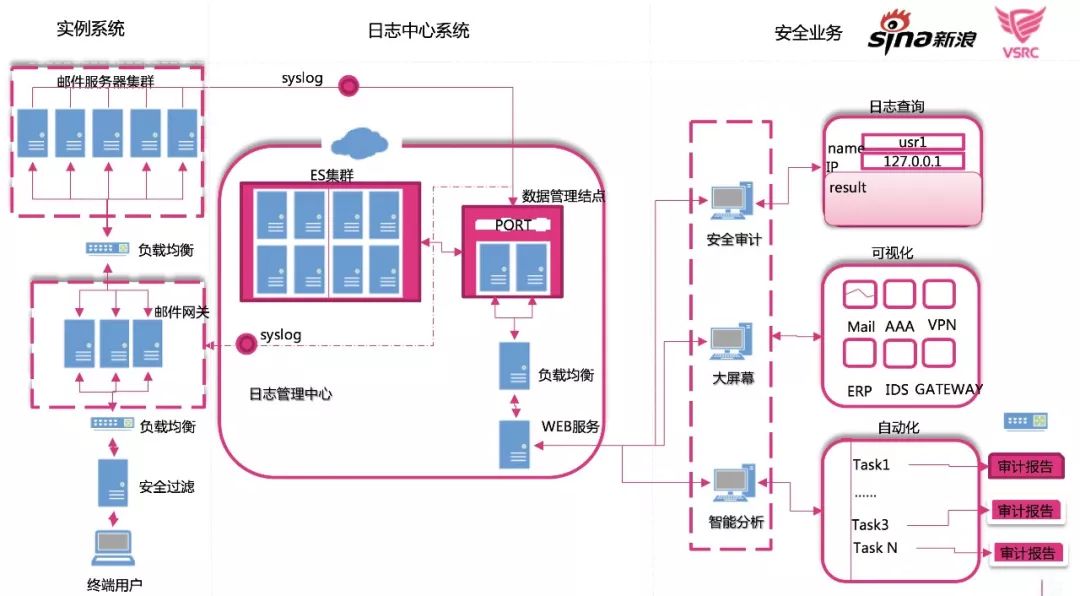 实例系统
日志中心系统
安全业务
sina新浪
VSRC
邮件服务器集群
syslog
负载均衡
邮件网关
负载均衡
安全过滤
终端用户
ES集群
数据管理结点
PORT
syslog
日志管理中心
负载均衡
WEB服务
安全审计
大屏幕
智能分析
日志查询
name usr1
IP 127.0.0.1
result
可视化
Mail AAA VPN
ERP IDS GATEWAY
自动化
Task1 审计报告
......
Task3 审计报告
Task N 审计报告